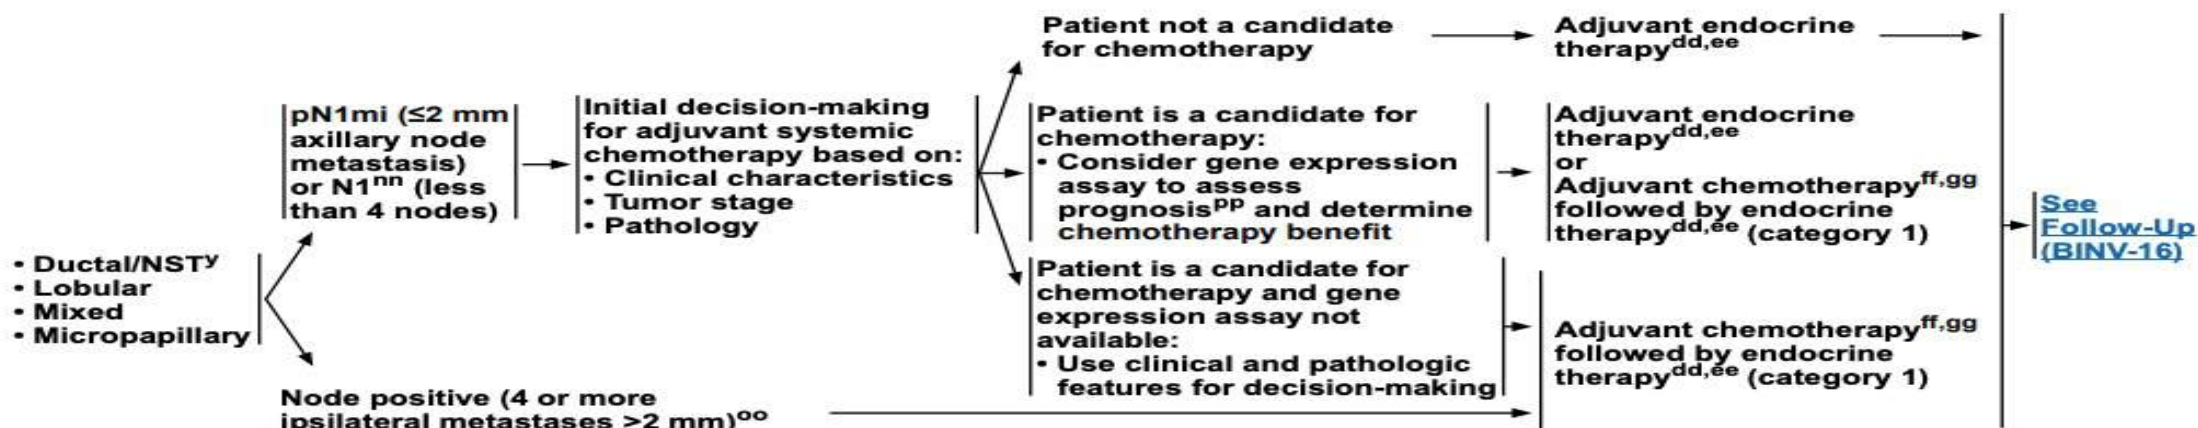 • Ductal/NSTy
• Lobular
• Mixed
• Micropapillary
pN1mi (≤2 mm
axillary node
metastasis)
or N1nn (less
than 4 nodes)
Node positive (4 or more
ipsilateral metastases >2 mm)oo
Initial decision-making
for adjuvant systemic
chemotherapy based on:
• Clinical characteristics
• Tumor stage
• Pathology
Patient not a candidate
for chemotherapy
Adjuvant endocrine
therapydd,ee
Patient is a candidate for
chemotherapy:
• Consider gene expression
assay to assess
prognosispp and determine
chemotherapy benefit
Adjuvant endocrine
therapydd,ee
or
Adjuvant chemotherapyff,gg
followed by endocrine
therapydd,ee (category 1)
Patient is a candidate for
chemotherapy and gene
expression assay not
available:
• Use clinical and pathologic
features for decision-making
Adjuvant chemotherapyff,gg
followed by endocrine
therapydd,ee (category 1)
See
Follow-Up
(BINV-16)